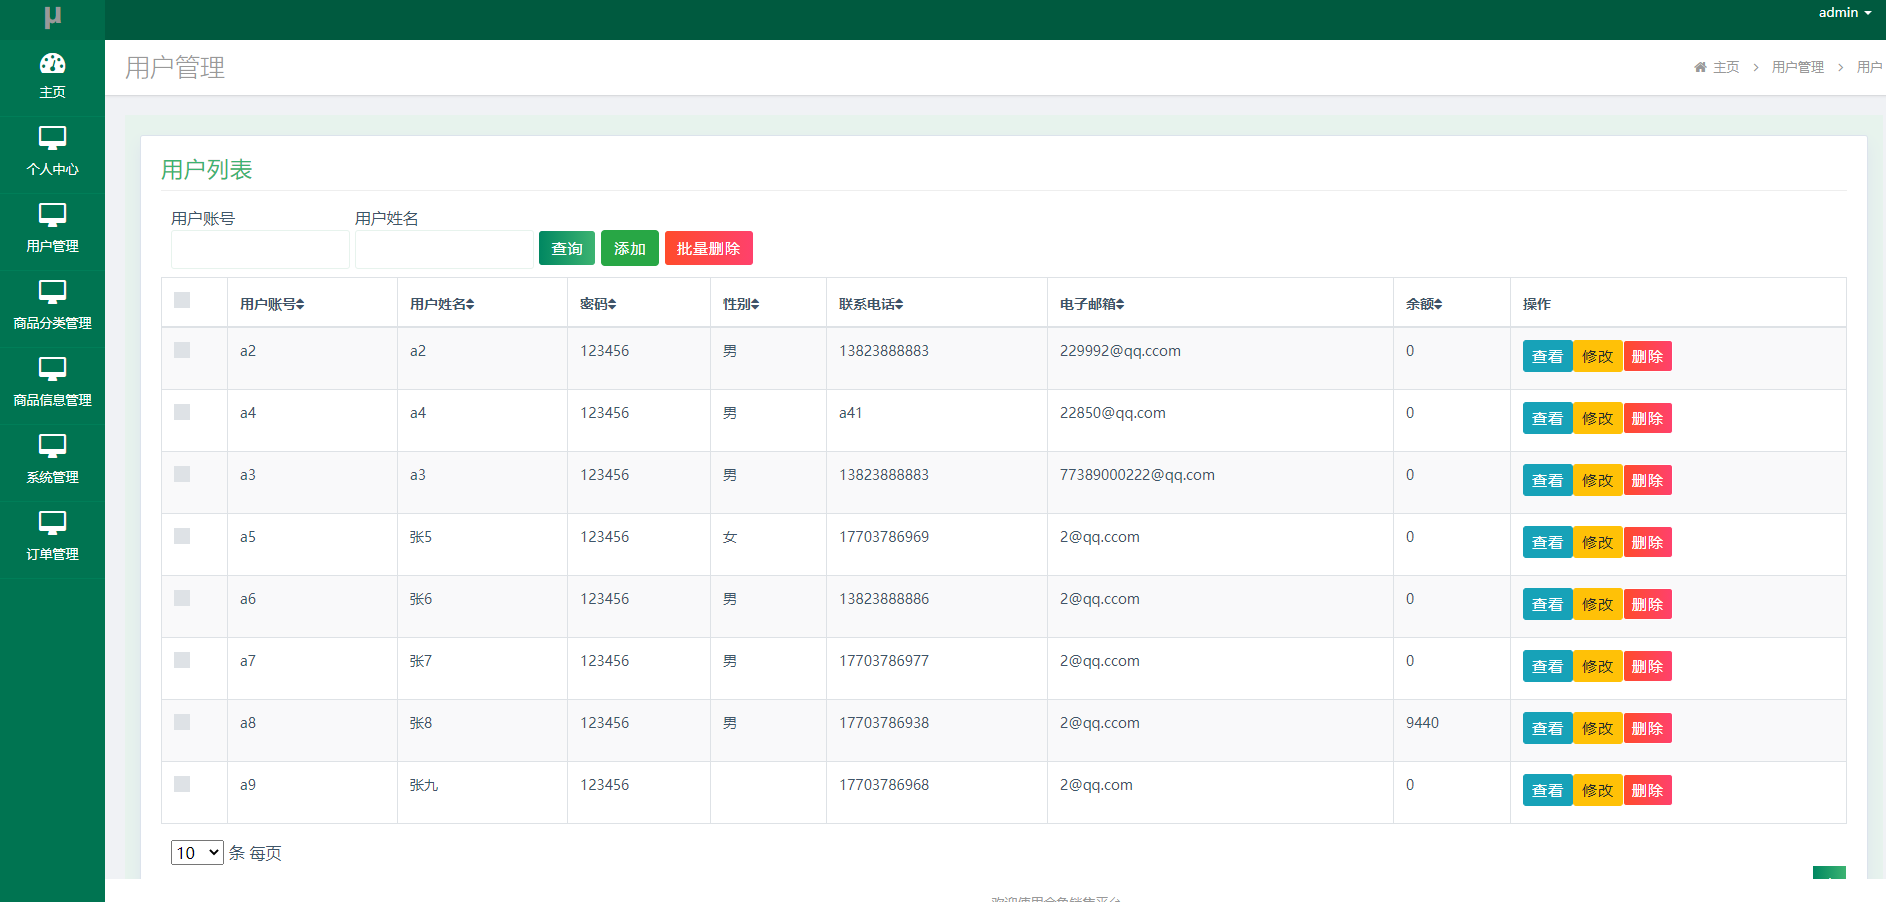 µ
admin
主页
个人中心
用户管理
商品分类管理
商品信息管理
系统管理
订单管理
用户管理
主页 > 用户管理 > 用户
用户列表
用户账号 用户姓名
查询 添加 批量删除
用户账号 用户姓名 密码 性别 联系电话 电子邮箱 余额 操作
a2 a2 123456 男 13823888883 229992@qq.ccom 0 查看 修改 删除
a4 a4 123456 男 a41 22850@qq.com 0 查看 修改 删除
a3 a3 123456 男 13823888883 77389000222@qq.com 0 查看 修改 删除
a5 张5 123456 女 17703786969 2@qq.ccom 0 查看 修改 删除
a6 张6 123456 男 13823888886 2@qq.ccom 0 查看 修改 删除
a7 张7 123456 男 17703786977 2@qq.ccom 0 查看 修改 删除
a8 张8 123456 男 17703786938 2@qq.ccom 9440 查看 修改 删除
a9 张九 123456 17703786968 2@qq.com 0 查看 修改 删除
10 条 每页